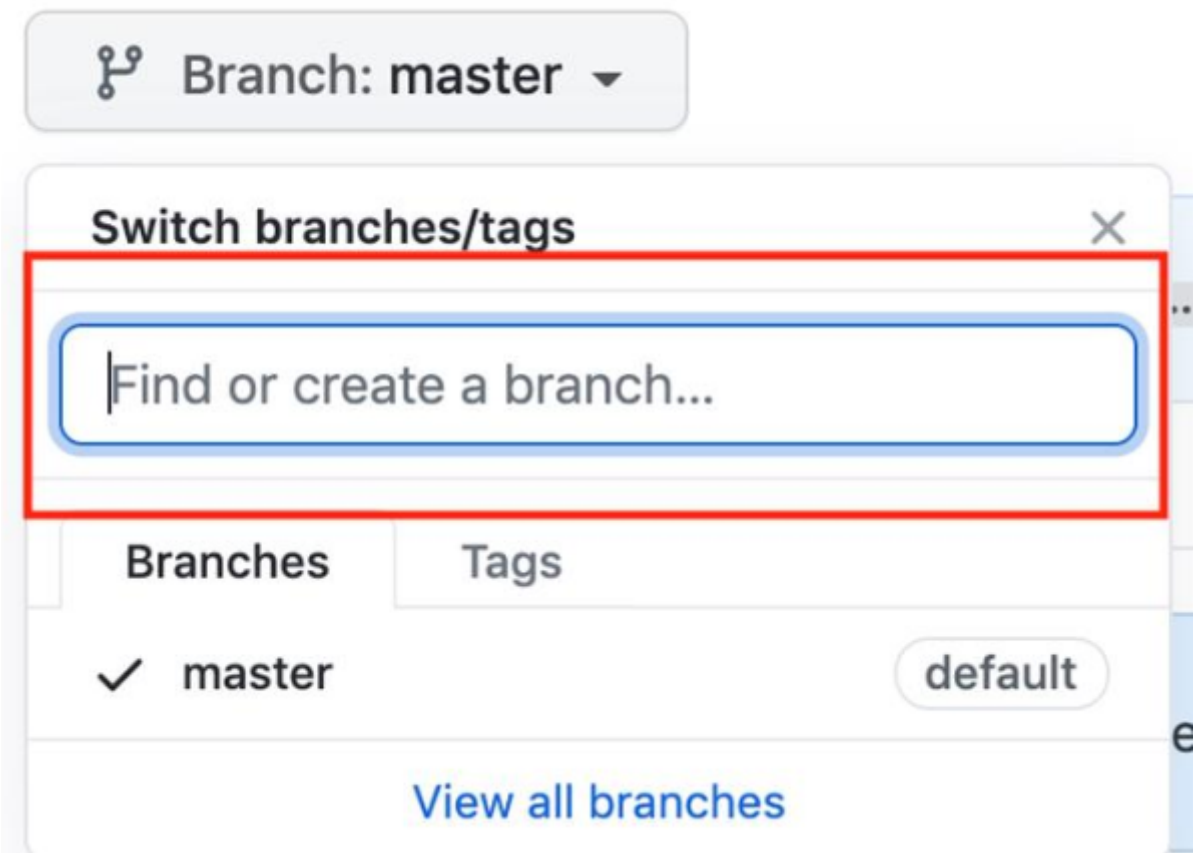 Branch: master
Switch branches/tags
Find or create a branch...
Branches Tags
master default
View all branches